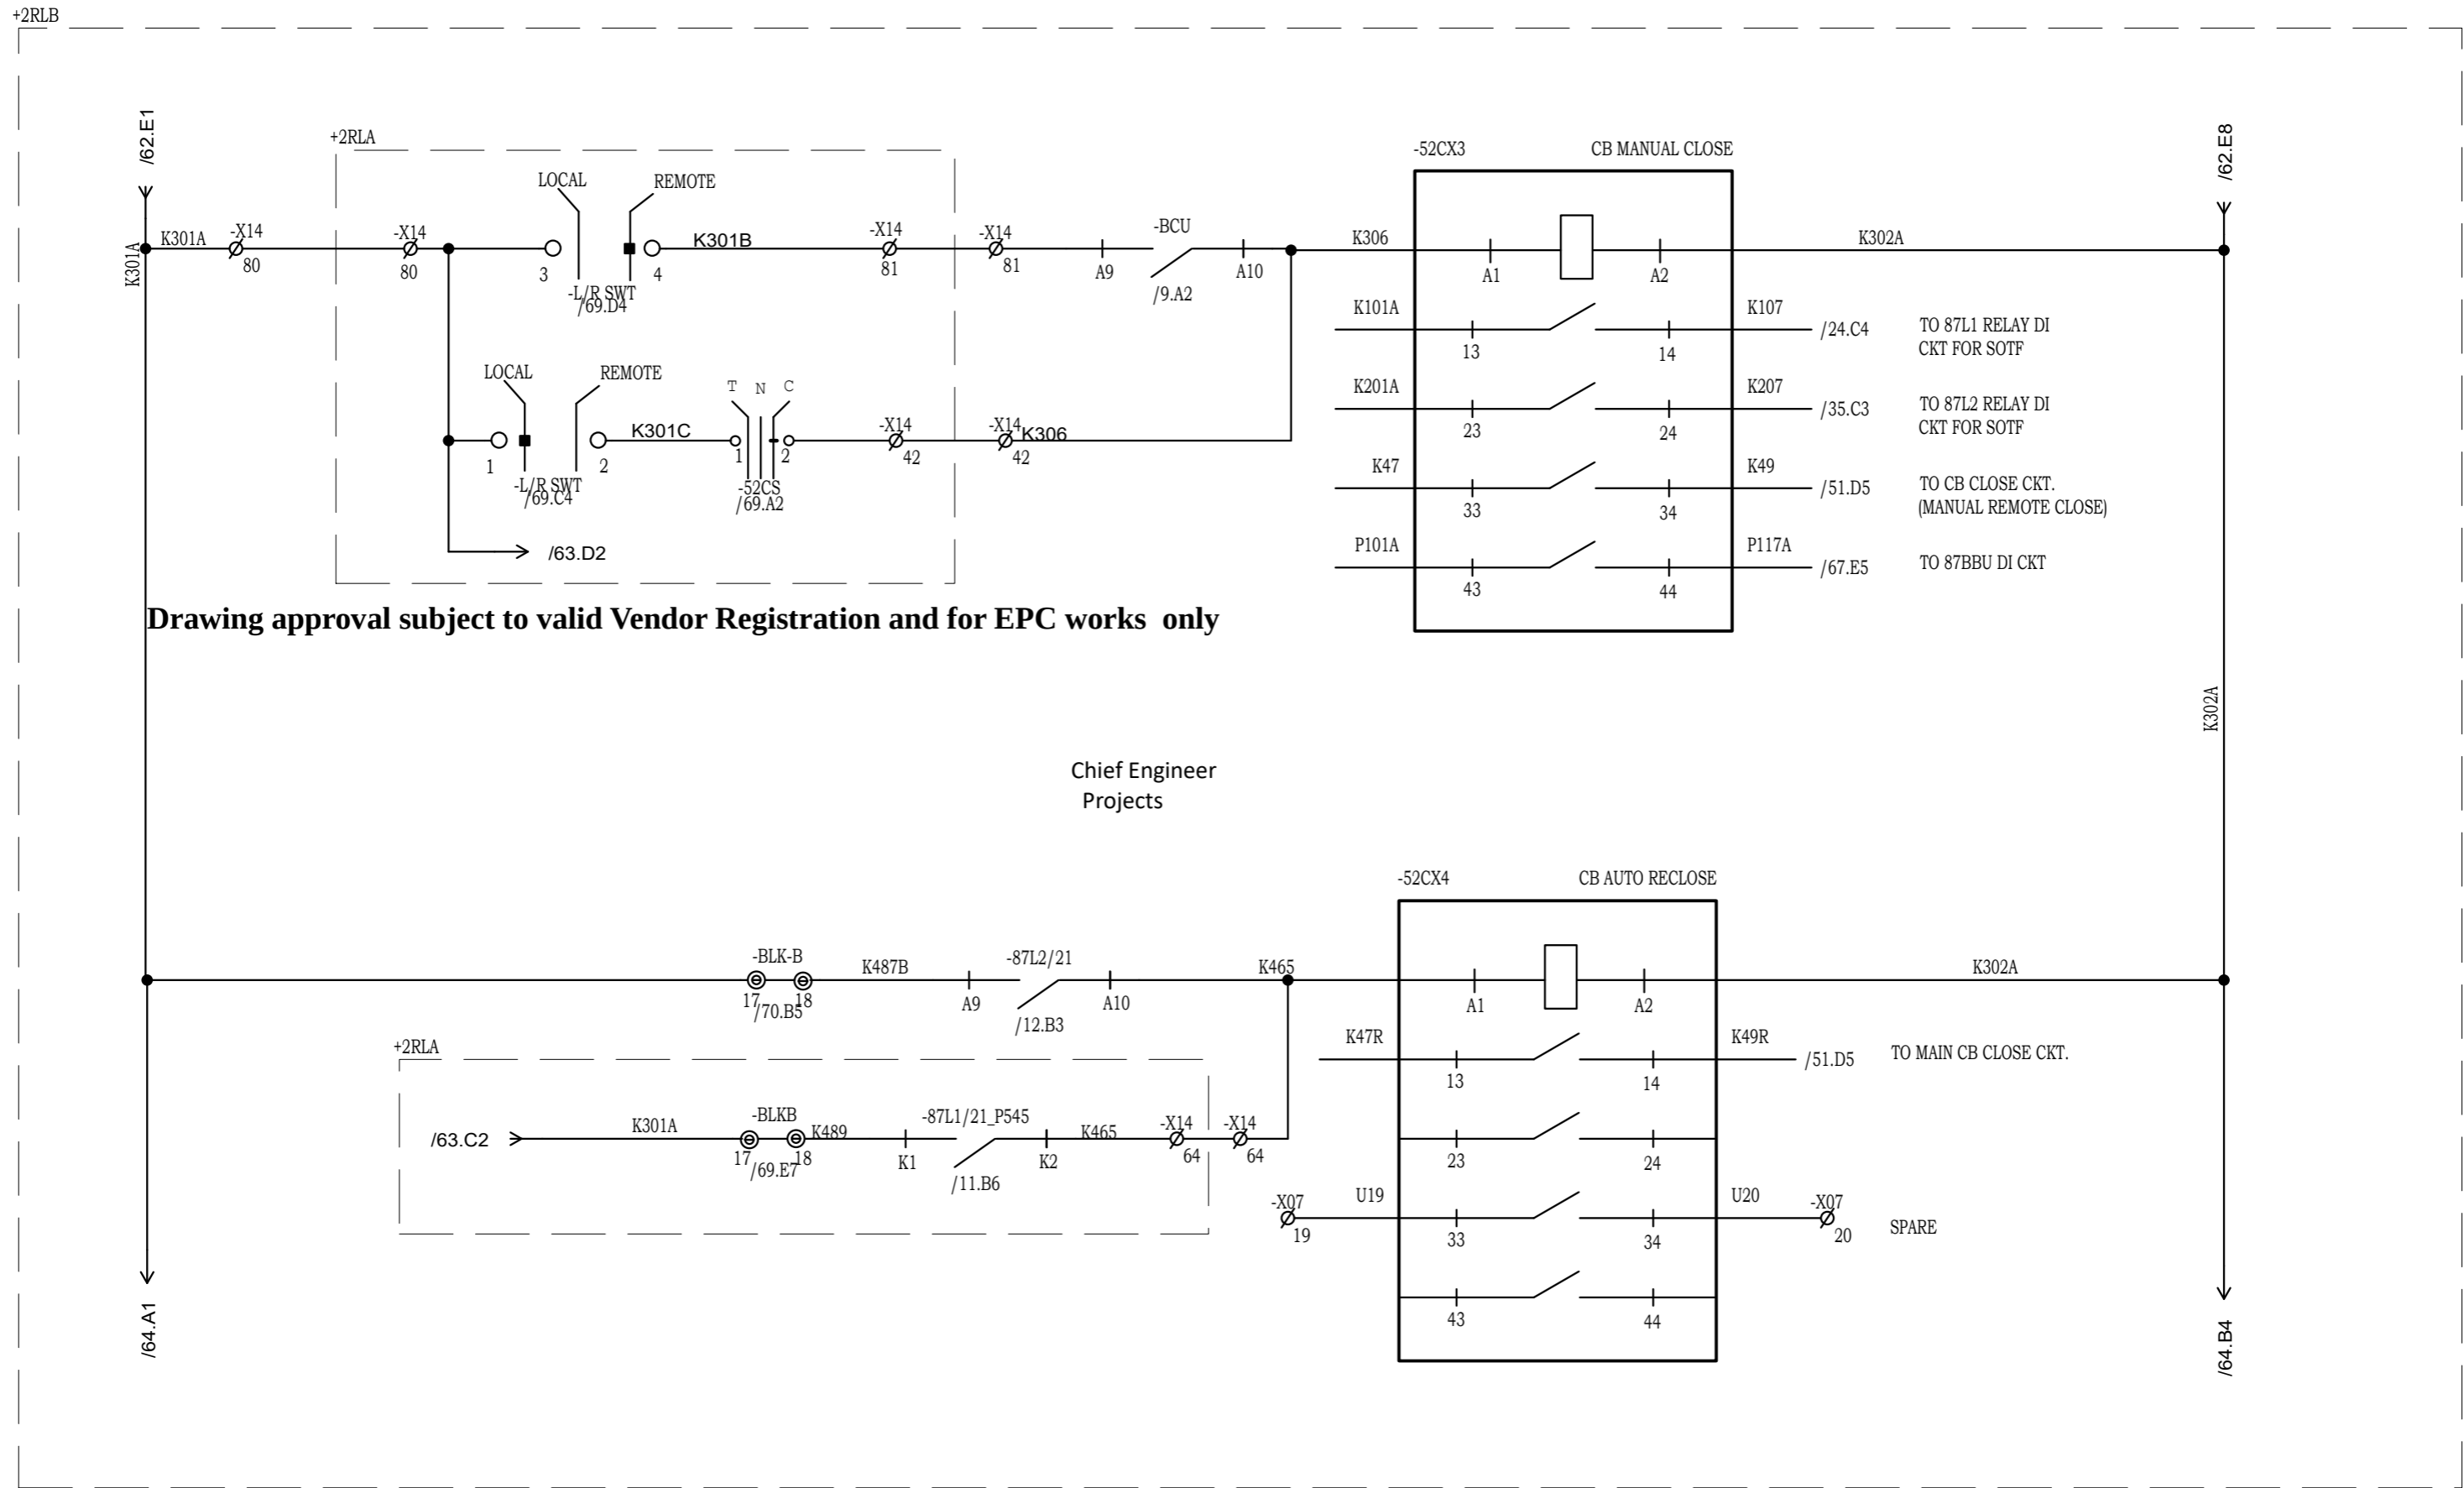 +2RLB
/62.E1
/62.E8
+2RLA
-52CX3 CB MANUAL CLOSE
LOCAL REMOTE
K301A
K301A -X14 80
-X14 80
3 4
-L/R SWT
/69.D4
K301B
-X14 81
-X14 81
A9 -BCU A10
/9.A2
K306
A1 A2
K302A
K101A 13 14 K107 /24.C4 TO 87L1 RELAY DI
CKT FOR SOTF
LOCAL REMOTE
T N C
K201A 23 24 K207 /35.C3 TO 87L2 RELAY DI
CKT FOR SOTF
1 2
-L/R SWT
/69.C4
K301C
1 2
-52CS
/69.A2
-X14 42
-X14 42
K306
K47 33 34 K49 /51.D5 TO CB CLOSE CKT.
(MANUAL REMOTE CLOSE)
/63.D2
P101A 43 44 P117A /67.E5 TO 87BBU DI CKT
Drawing approval subject to valid Vendor Registration and for EPC works only
K302A
Chief Engineer
Projects
-52CX4 CB AUTO RECLOSE
-BLK-B
17 18
/70.B5
K487B
A9 -87L2/21 A10
/12.B3
K465
A1 A2
K302A
+2RLA
K47R 13 14 K49R /51.D5 TO MAIN CB CLOSE CKT.
/63.C2
K301A
-BLKB
17 18
/69.E7
K489
K1 -87L1/21_P545 K2
/11.B6
K465
-X14 64
-X14 64
23 24
-X07 19 U19 33 34 U20 -X07 20 SPARE
43 44
/64.A1
/64.B4